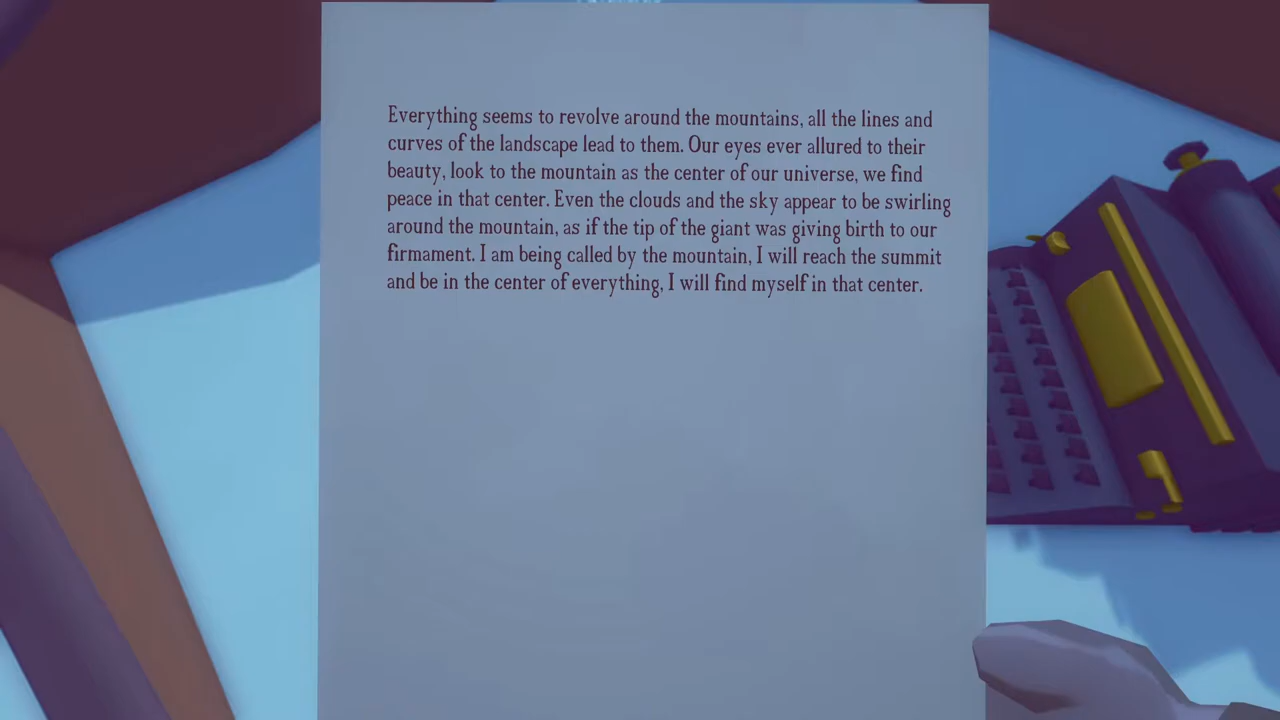 Everything seems to revolve around the mountains, all the lines and
curves of the landscape lead to them. Our eyes ever allured to their
beauty, look to the mountain as the center of our universe, we find
peace in that center. Even the clouds and the sky appear to be swirling
around the mountain, as if the tip of the giant was giving birth to our
firmament. I am being called by the mountain, I will reach the summit
and be in the center of everything, I will find myself in that center.